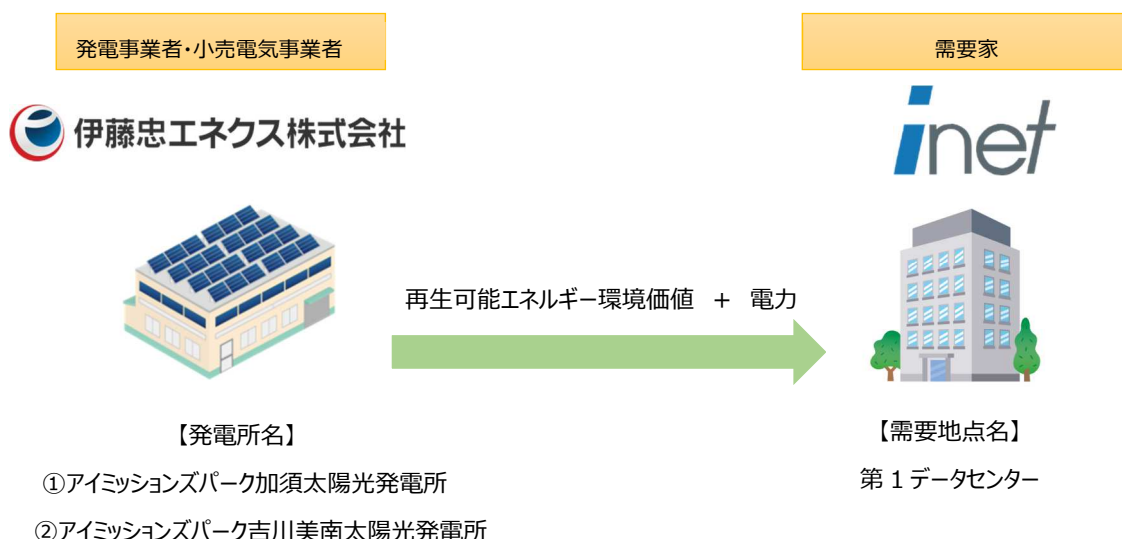 発電事業者・小売電気事業者
需要家
伊藤忠エネクス株式会社
inet
再生可能エネルギー環境価値 + 電力
【発電所名】
①アイミッションズパーク加須太陽光発電所
②アイミッションズパーク吉川美南太陽光発電所
【需要地点名】
第1データセンター